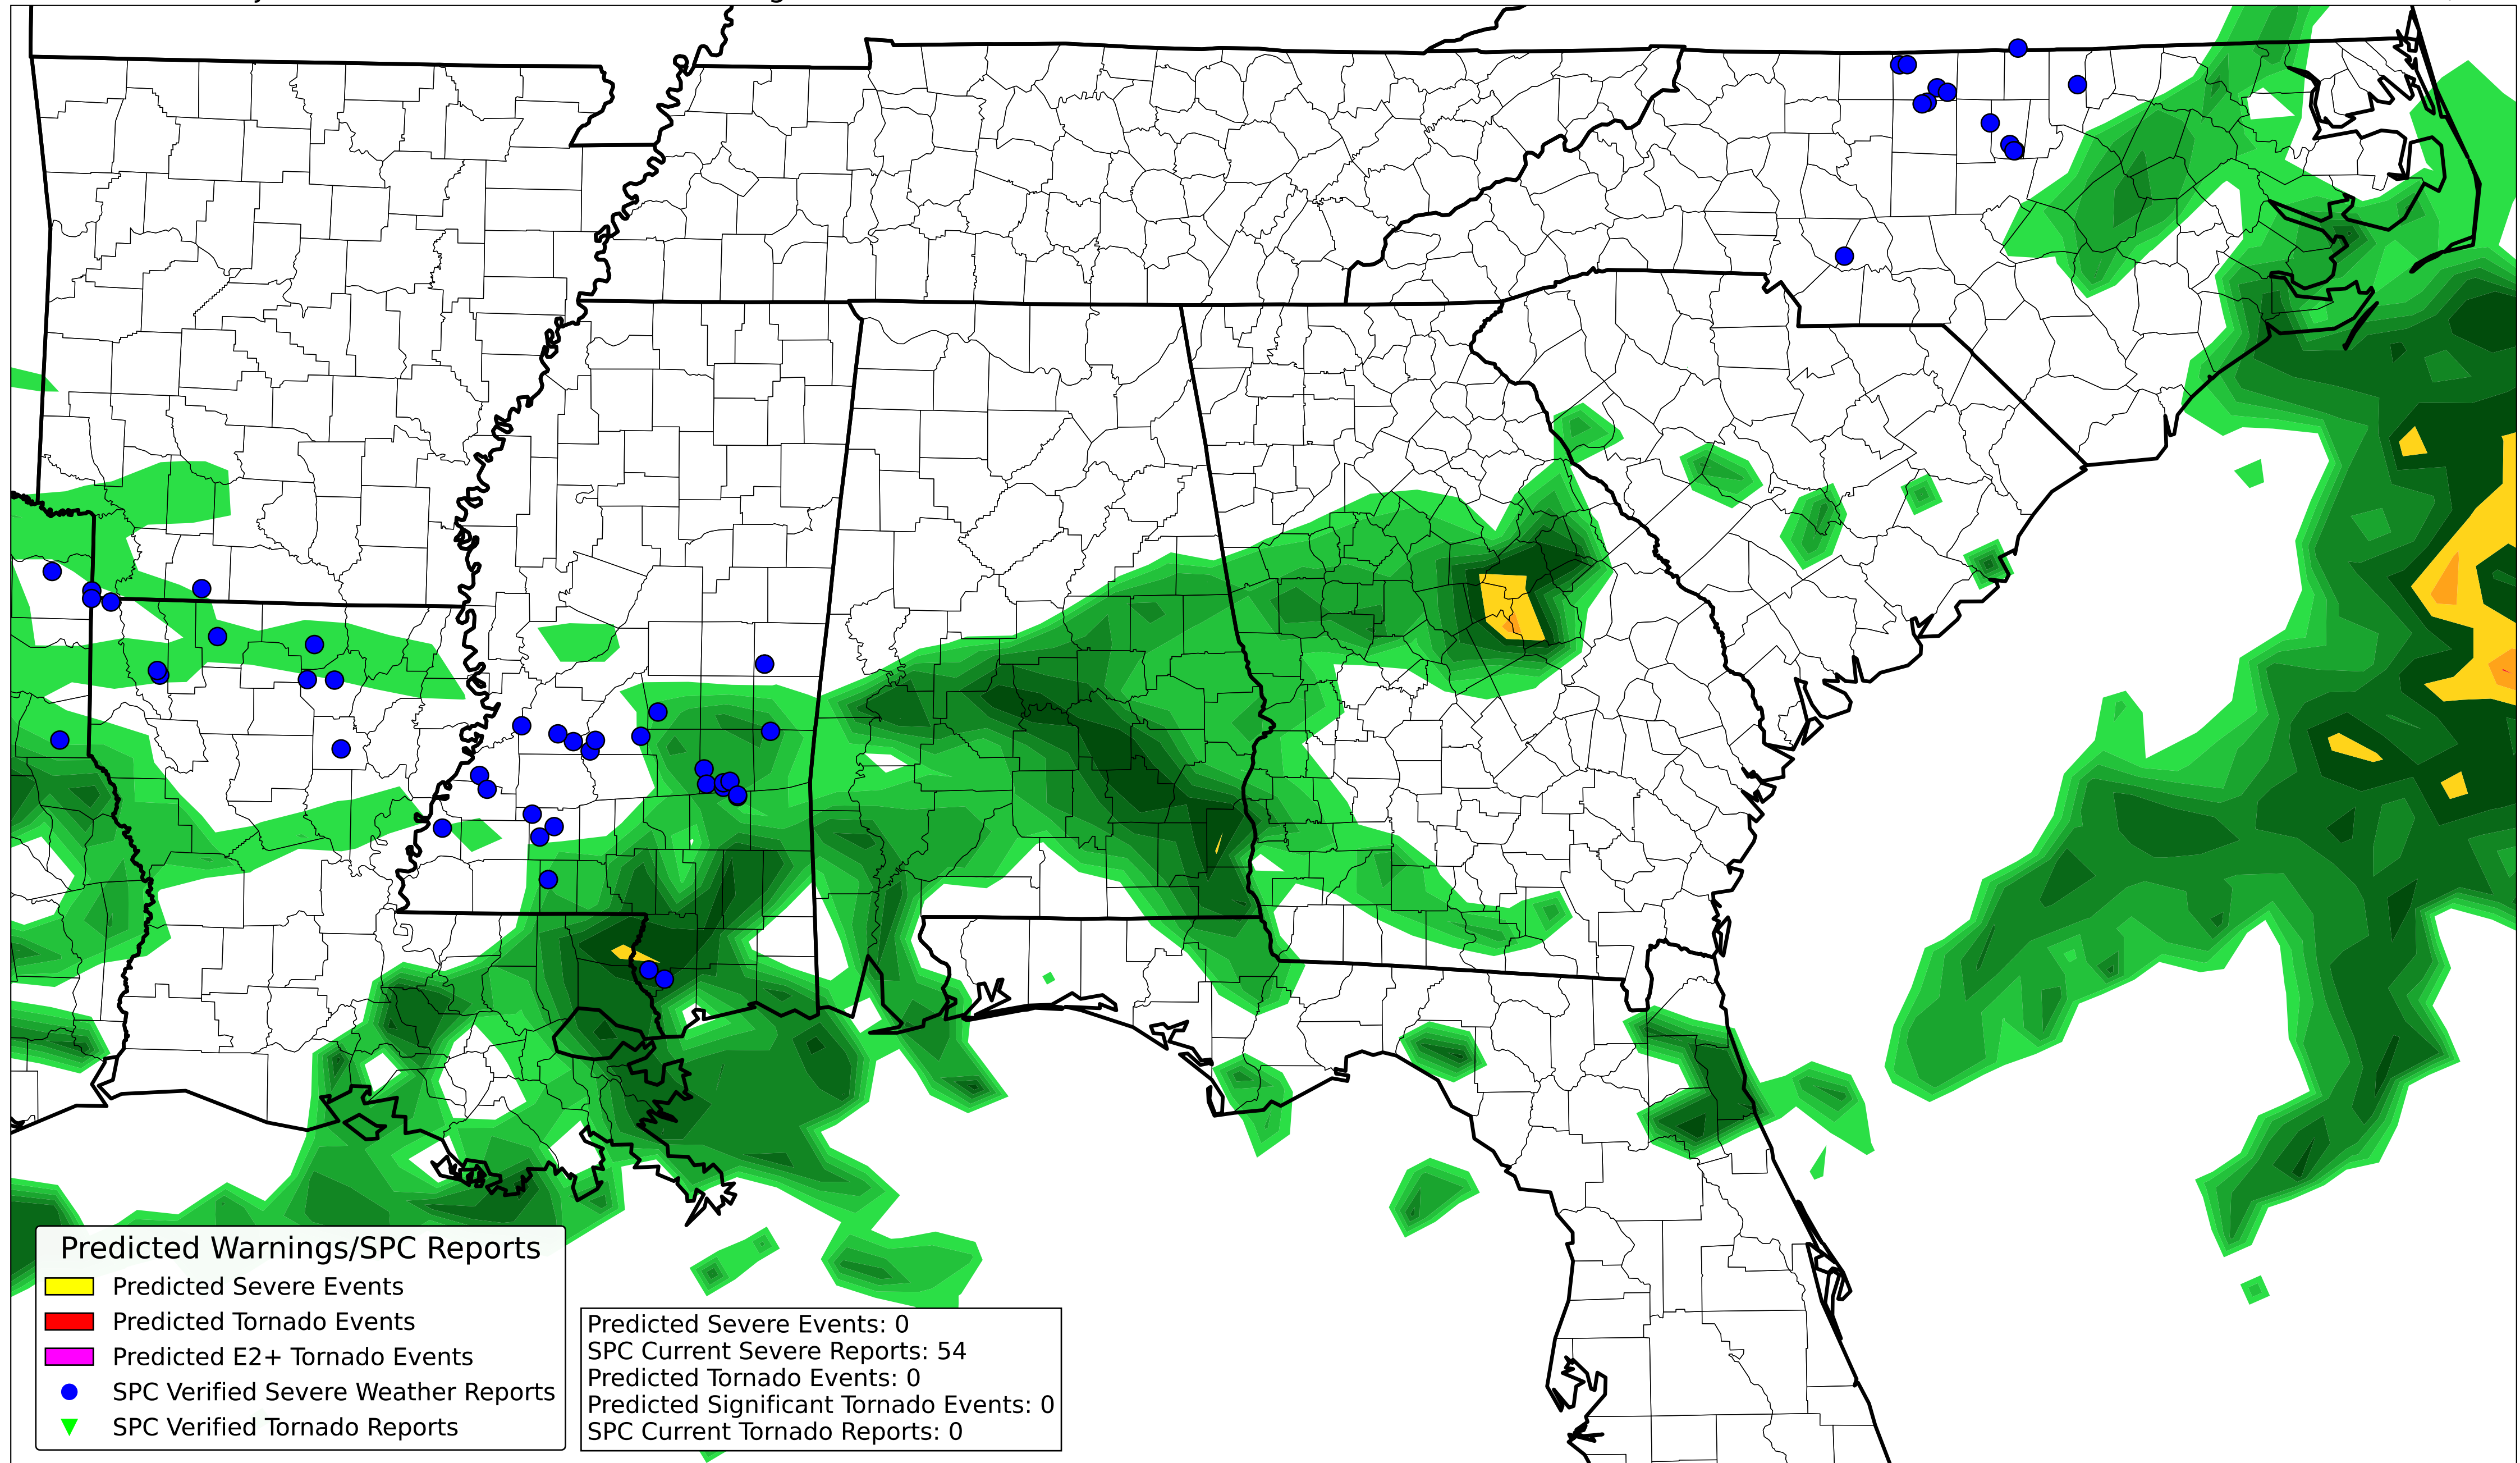 Predicted Warnings/SPC Reports
Predicted Severe Events
Predicted Tornado Events
Predicted E2+ Tornado Events
SPC Verified Severe Weather Reports
SPC Verified Tornado Reports
Predicted Severe Events: 0
SPC Current Severe Reports: 54
Predicted Tornado Events: 0
Predicted Significant Tornado Events: 0
SPC Current Tornado Reports: 0